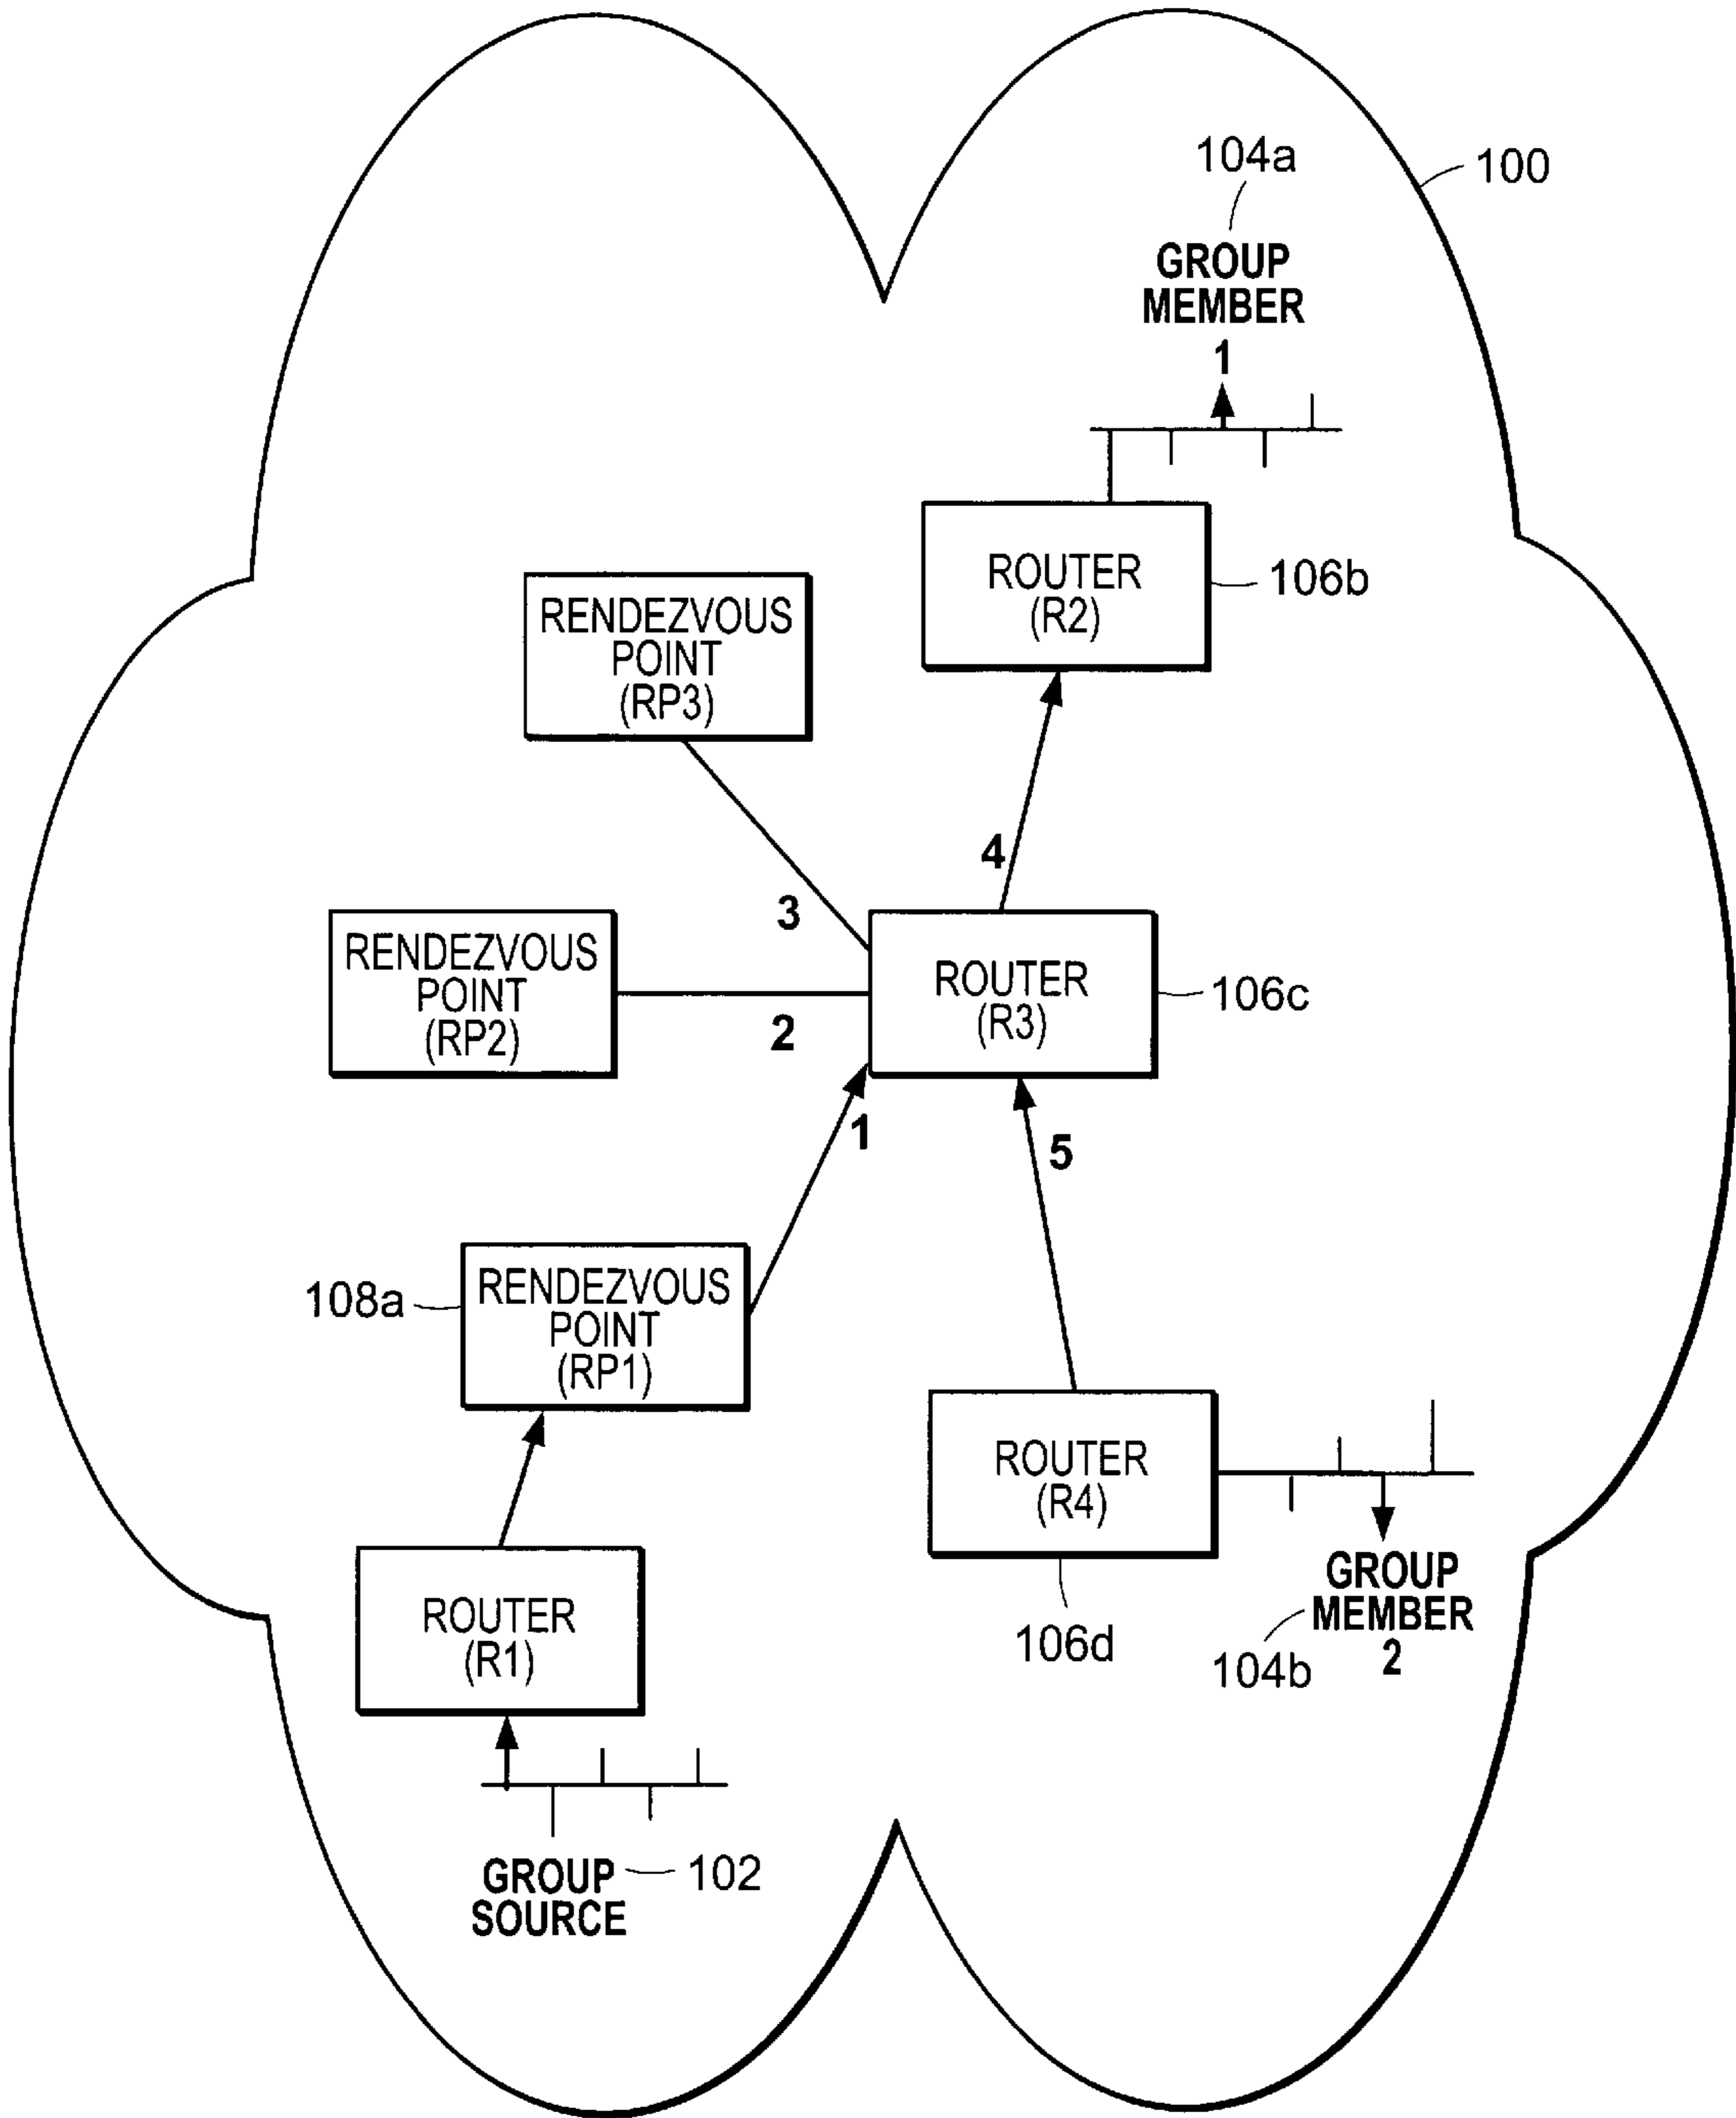 104a
100
GROUP
MEMBER
1
ROUTER
(R2)
106b
RENDEZVOUS
POINT
(RP3)
4
3
RENDEZVOUS
POINT
(RP2)
2
ROUTER
(R3)
106c
1
5
108a
RENDEZVOUS
POINT
(RP1)
ROUTER
(R4)
106d
GROUP
MEMBER
2
104b
ROUTER
(R1)
GROUP
SOURCE
102